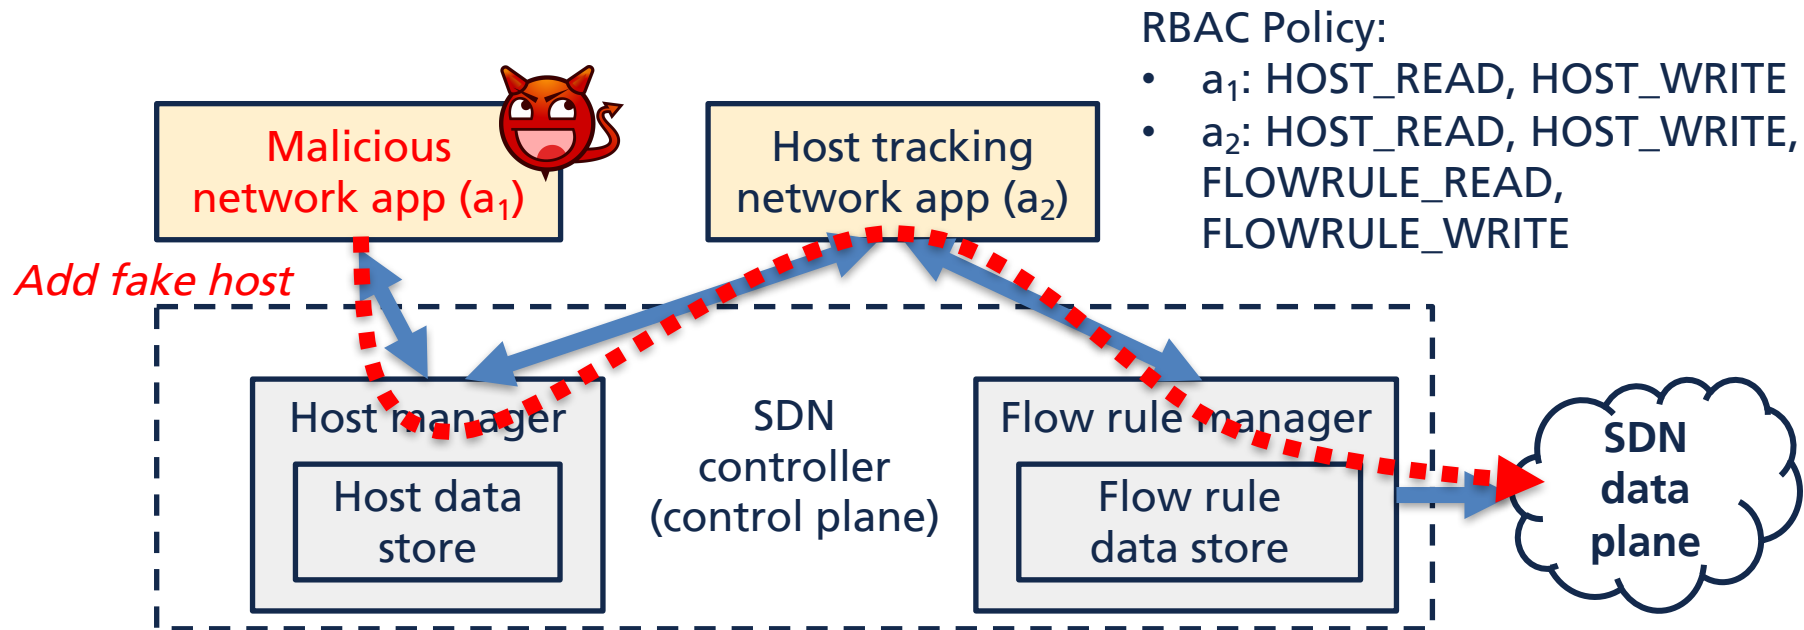 RBAC Policy:
• a₁: HOST_READ, HOST_WRITE
• a₂: HOST_READ, HOST_WRITE,
FLOWRULE_READ,
FLOWRULE_WRITE
Malicious
network app (a₁)
Host tracking
network app (a₂)
Add fake host
Host manager
Host data
store
SDN
controller
(control plane)
Flow rule manager
Flow rule
data store
SDN
data
plane